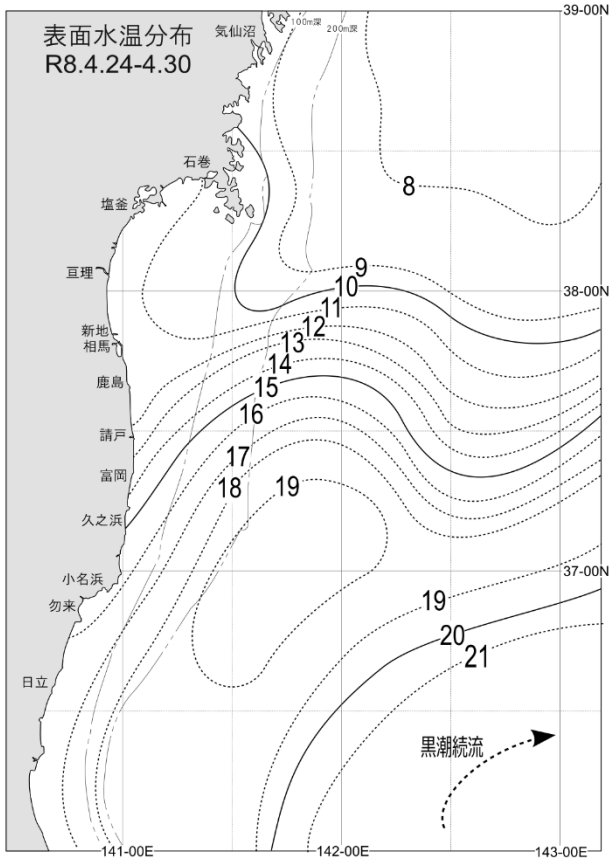 表面水温分布
R8.4.24-4.30
気仙沼
100m深
200m深
39-00N
石巻
8
塩釜
亘理
9
10
38-00N
11
新地
12
相馬
13
14
鹿島
15
16
請戸
17
富岡
18
19
久之浜
37-00N
小名浜
勿来
19
20
21
日立
黒潮続流
141-00E
142-00E
143-00E